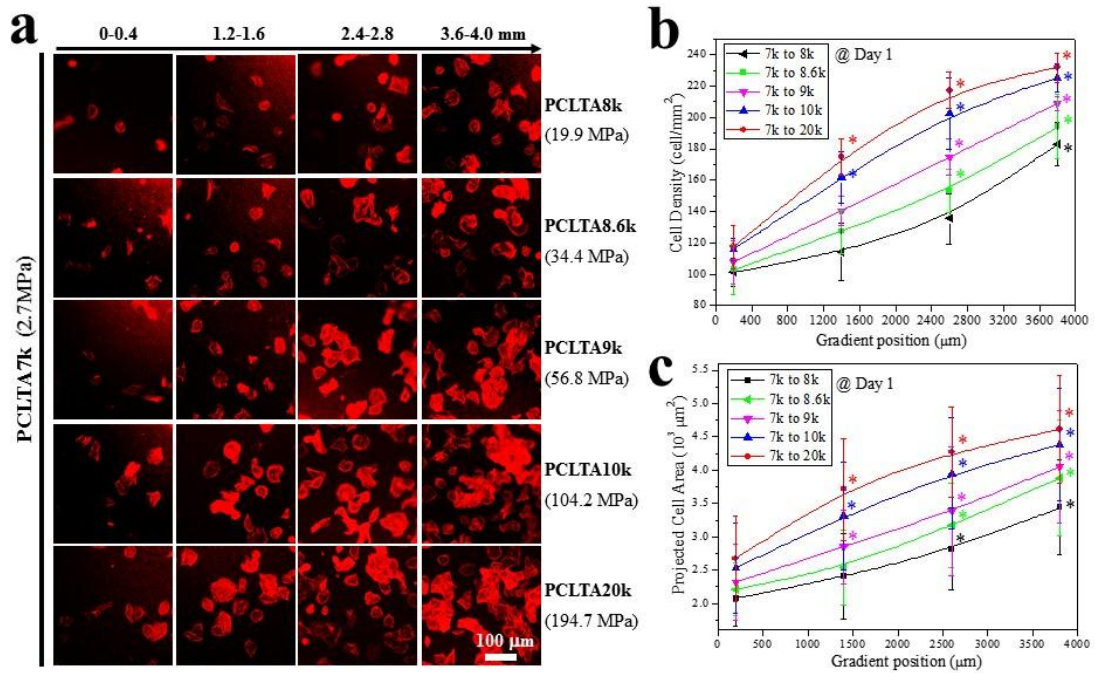 a
0-0.4 1.2-1.6 2.4-2.8 3.6-4.0 mm
PCLTA7k (2.7MPa)
PCLTA8k
(19.9 MPa)
PCLTA8.6k
(34.4 MPa)
PCLTA9k
(56.8 MPa)
PCLTA10k
(104.2 MPa)
PCLTA20k
(194.7 MPa)
100 μm
b
@ Day 1
7k to 8k
7k to 8.6k
7k to 9k
7k to 10k
7k to 20k
Cell Density (cell/mm²)
240
220
200
180
160
140
120
100
80
0 400 800 1200 1600 2000 2400 2800 3200 3600 4000
Gradient position (μm)
* * * * * * * * * * *
c
@ Day 1
7k to 8k
7k to 8.6k
7k to 9k
7k to 10k
7k to 20k
Projected Cell Area (10³ μm²)
5.5
5.0
4.5
4.0
3.5
3.0
2.5
2.0
0 500 1000 1500 2000 2500 3000 3500 4000
Gradient position (μm)
* * * * * * * * * * * * *